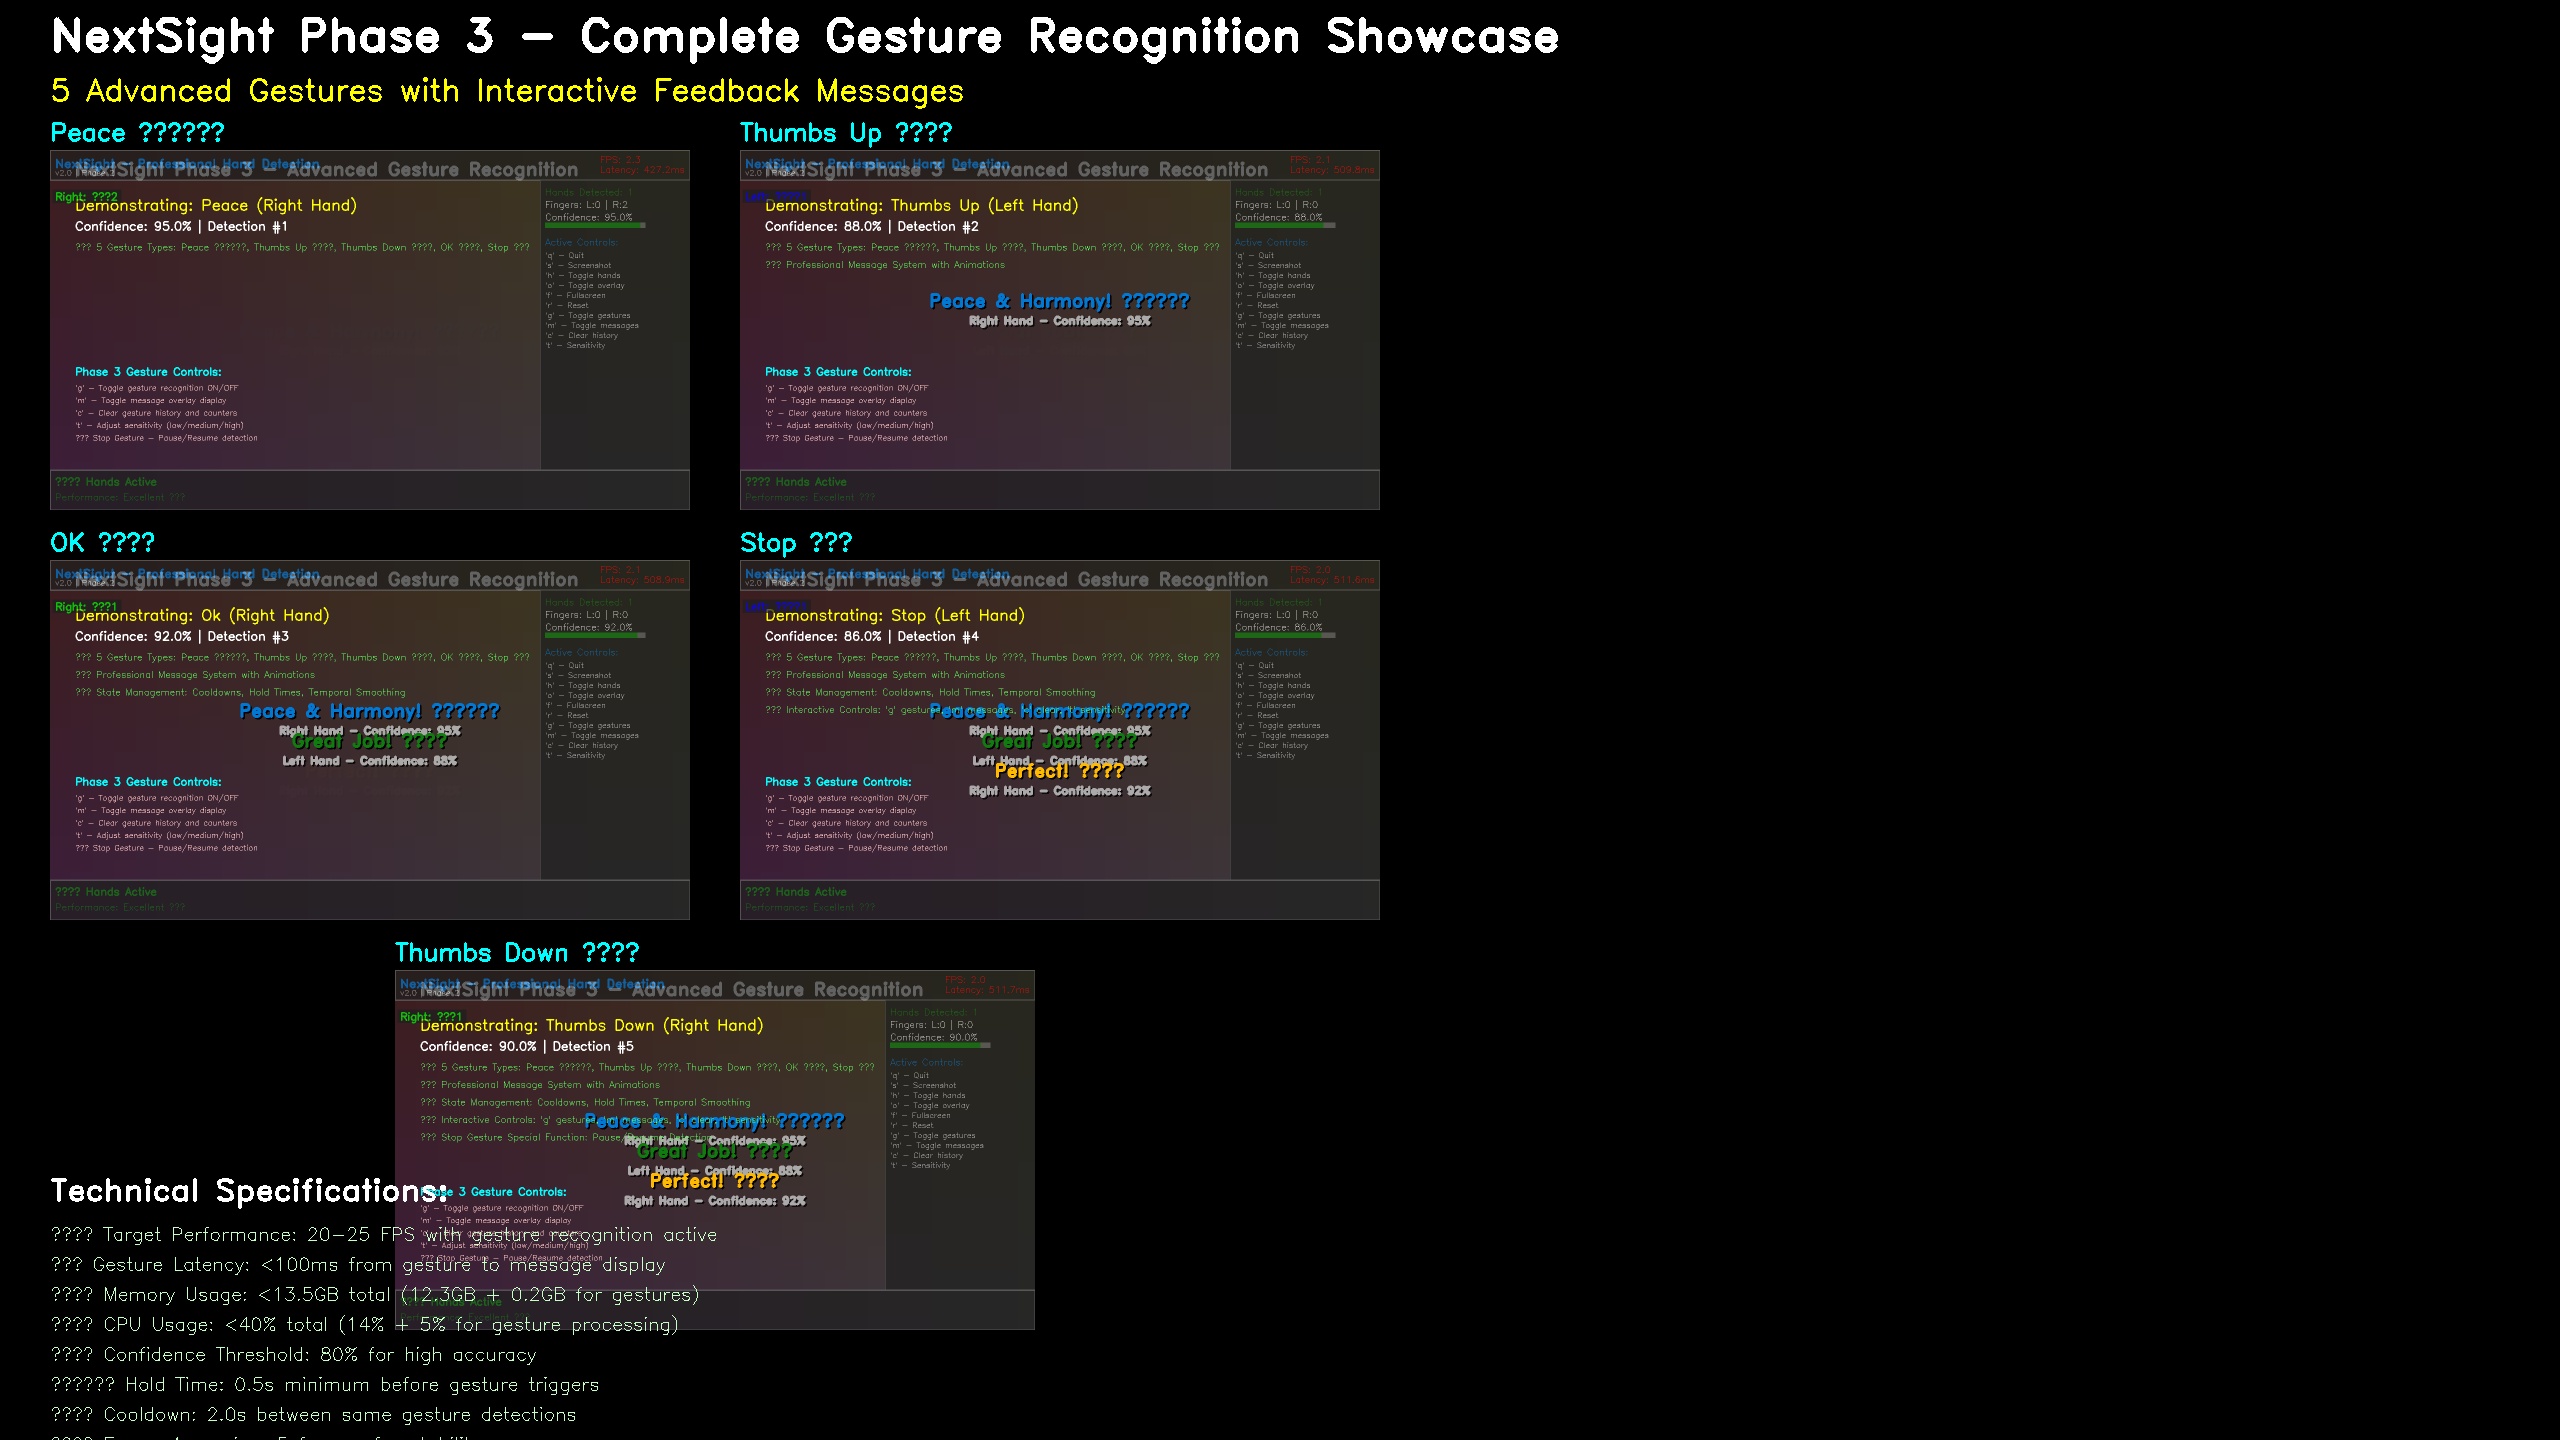 NextSight Phase 3 - Complete Gesture Recognition Showcase
5 Advanced Gestures with Interactive Feedback Messages
Peace ??????
NextSight - Professional Hand Detection
NextSight Phase 3 - Advanced Gesture Recognition
FPS: 2.3
Latency: 427.2ms
v2.0 | Phase 2
Right: ???2
Demonstrating: Peace (Right Hand)
Confidence: 95.0% | Detection #1
??? 5 Gesture Types: Peace ??????, Thumbs Up ????, Thumbs Down ????, OK ????, Stop ???
Phase 3 Gesture Controls:
'g' - Toggle gesture recognition ON/OFF
'm' - Toggle message overlay display
'c' - Clear gesture history and counters
't' - Adjust sensitivity (low/medium/high)
??? Stop Gesture - Pause/Resume detection
Hands Detected: 1
Fingers: L:0 | R:2
Confidence: 95.0%
Active Controls:
'q' - Quit
's' - Screenshot
'h' - Toggle hands
'o' - Toggle overlay
'f' - Fullscreen
'r' - Reset
'g' - Toggle gestures
'm' - Toggle messages
'c' - Clear history
't' - Sensitivity
???? Hands Active
Performance: Excellent ???
Thumbs Up ????
NextSight - Professional Hand Detection
NextSight Phase 3 - Advanced Gesture Recognition
FPS: 2.1
Latency: 509.8ms
v2.0 | Phase 2
Demonstrating: Thumbs Up (Left Hand)
Confidence: 88.0% | Detection #2
??? 5 Gesture Types: Peace ??????, Thumbs Up ????, Thumbs Down ????, OK ????, Stop ???
??? Professional Message System with Animations
Peace & Harmony! ??????
Right Hand - Confidence: 95%
Phase 3 Gesture Controls:
'g' - Toggle gesture recognition ON/OFF
'm' - Toggle message overlay display
'c' - Clear gesture history and counters
't' - Adjust sensitivity (low/medium/high)
??? Stop Gesture - Pause/Resume detection
Hands Detected: 1
Fingers: L:0 | R:0
Confidence: 88.0%
Active Controls:
'q' - Quit
's' - Screenshot
'h' - Toggle hands
'o' - Toggle overlay
'f' - Fullscreen
'r' - Reset
'g' - Toggle gestures
'm' - Toggle messages
'c' - Clear history
't' - Sensitivity
???? Hands Active
Performance: Excellent ???
OK ????
NextSight - Professional Hand Detection
NextSight Phase 3 - Advanced Gesture Recognition
FPS: 2.1
Latency: 508.9ms
v2.0 | Phase 2
Right: ???1
Demonstrating: Ok (Right Hand)
Confidence: 92.0% | Detection #3
??? 5 Gesture Types: Peace ??????, Thumbs Up ????, Thumbs Down ????, OK ????, Stop ???
??? Professional Message System with Animations
??? State Management: Cooldowns, Hold Times, Temporal Smoothing
Peace & Harmony! ??????
Right Hand - Confidence: 95%
Great Job! ????
Left Hand - Confidence: 88%
Phase 3 Gesture Controls:
'g' - Toggle gesture recognition ON/OFF
'm' - Toggle message overlay display
'c' - Clear gesture history and counters
't' - Adjust sensitivity (low/medium/high)
??? Stop Gesture - Pause/Resume detection
Hands Detected: 1
Fingers: L:0 | R:0
Confidence: 92.0%
Active Controls:
'q' - Quit
's' - Screenshot
'h' - Toggle hands
'o' - Toggle overlay
'f' - Fullscreen
'r' - Reset
'g' - Toggle gestures
'm' - Toggle messages
'c' - Clear history
't' - Sensitivity
???? Hands Active
Performance: Excellent ???
Stop ???
NextSight - Professional Hand Detection
NextSight Phase 3 - Advanced Gesture Recognition
FPS: 2.0
Latency: 511.6ms
v2.0 | Phase 2
Demonstrating: Stop (Left Hand)
Confidence: 86.0% | Detection #4
??? 5 Gesture Types: Peace ??????, Thumbs Up ????, Thumbs Down ????, OK ????, Stop ???
??? Professional Message System with Animations
??? State Management: Cooldowns, Hold Times, Temporal Smoothing
??? Interactive Controls: 'g' gestures, 'm' messages, 'c' clear, 't' sensitivity
Peace & Harmony! ??????
Right Hand - Confidence: 95%
Great Job! ????
Left Hand - Confidence: 88%
Perfect! ????
Right Hand - Confidence: 92%
Phase 3 Gesture Controls:
'g' - Toggle gesture recognition ON/OFF
'm' - Toggle message overlay display
'c' - Clear gesture history and counters
't' - Adjust sensitivity (low/medium/high)
??? Stop Gesture - Pause/Resume detection
Hands Detected: 1
Fingers: L:0 | R:0
Confidence: 86.0%
Active Controls:
'q' - Quit
's' - Screenshot
'h' - Toggle hands
'o' - Toggle overlay
'f' - Fullscreen
'r' - Reset
'g' - Toggle gestures
'm' - Toggle messages
'c' - Clear history
't' - Sensitivity
???? Hands Active
Performance: Excellent ???
Thumbs Down ????
NextSight - Professional Hand Detection
NextSight Phase 3 - Advanced Gesture Recognition
FPS: 2.0
Latency: 511.7ms
v2.0 | Phase 2
Right: ???1
Demonstrating: Thumbs Down (Right Hand)
Confidence: 90.0% | Detection #5
??? 5 Gesture Types: Peace ??????, Thumbs Up ????, Thumbs Down ????, OK ????, Stop ???
??? Professional Message System with Animations
??? State Management: Cooldowns, Hold Times, Temporal Smoothing
??? Interactive Controls: 'g' gestures, 'm' messages, 'c' clear, 't' sensitivity
??? Stop Gesture Special Function: Pause/Resume Detection
Peace & Harmony! ??????
Right Hand - Confidence: 95%
Great Job! ????
Left Hand - Confidence: 88%
Perfect! ????
Right Hand - Confidence: 92%
Phase 3 Gesture Controls:
'g' - Toggle gesture recognition ON/OFF
'm' - Toggle message overlay display
't' - Adjust sensitivity (low/medium/high)
??? Stop Gesture - Pause/Resume detection
Hands Detected: 1
Fingers: L:0 | R:0
Confidence: 90.0%
Active Controls:
'q' - Quit
's' - Screenshot
'h' - Toggle hands
'o' - Toggle overlay
'f' - Fullscreen
'r' - Reset
'g' - Toggle gestures
'm' - Toggle messages
'c' - Clear history
't' - Sensitivity
???? Hands Active
Technical Specifications:
???? Target Performance: 20-25 FPS with gesture recognition active
??? Gesture Latency: <100ms from gesture to message display
???? Memory Usage: <13.5GB total (12.3GB + 0.2GB for gestures)
???? CPU Usage: <40% total (14% + 5% for gesture processing)
???? Confidence Threshold: 80% for high accuracy
?????? Hold Time: 0.5s minimum before gesture triggers
???? Cooldown: 2.0s between same gesture detections